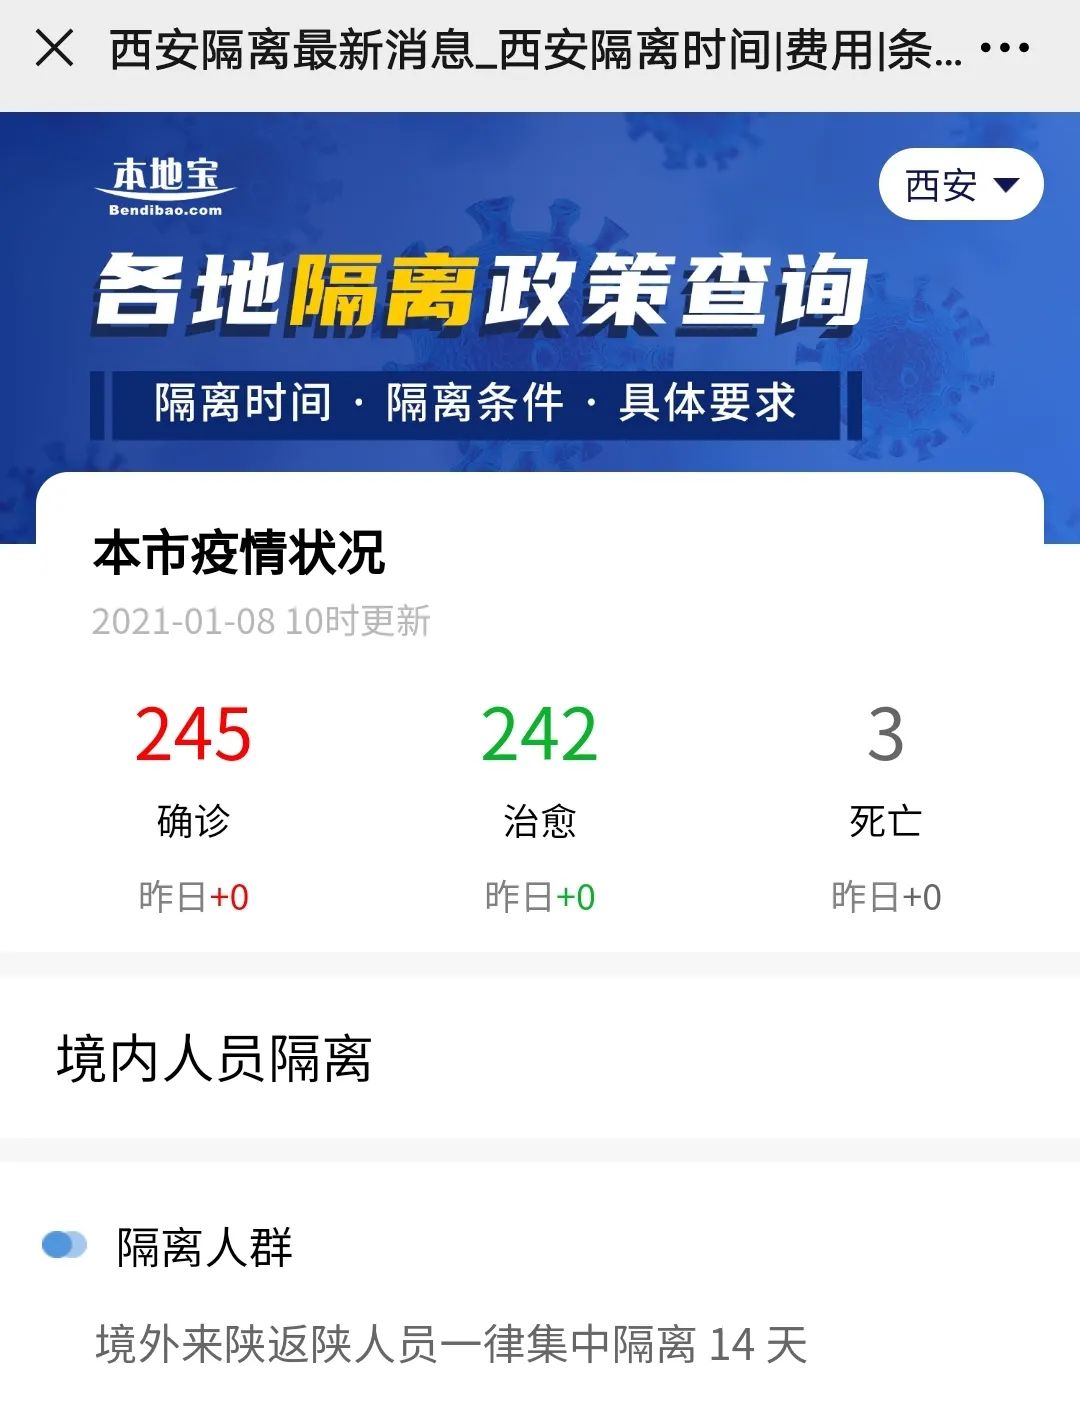 西安隔离最新消息_西安隔离时间|费用|条...
本地宝
Bendibao.com
西安
各地隔离政策查询
隔离时间 · 隔离条件 · 具体要求
本市疫情状况
2021-01-08 10时更新
245 242 3
确诊 治愈 死亡
昨日+0 昨日+0 昨日+0
境内人员隔离
隔离人群
境外来陕返陕人员一律集中隔离 14 天